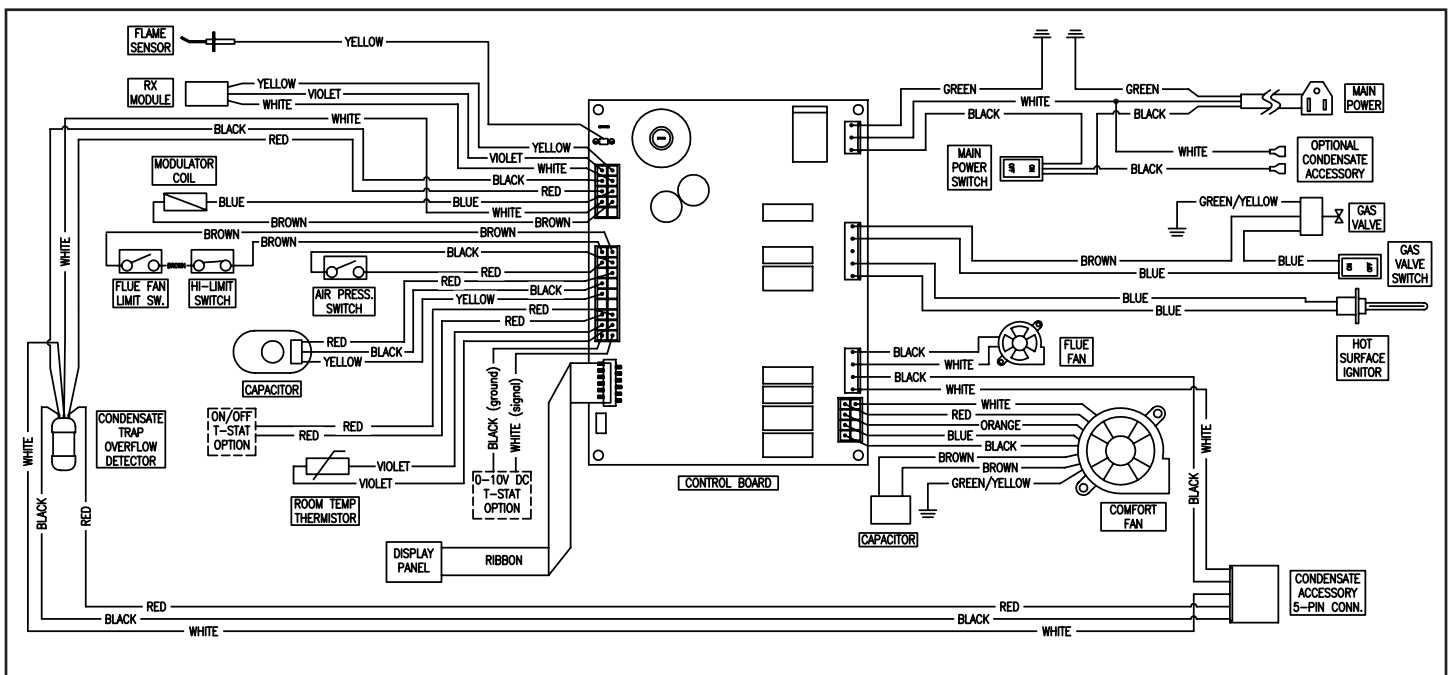 FLAME
SENSOR
YELLOW
RX
MODULE
YELLOW
VIOLET
WHITE
WHITE
BLACK
RED
MODULATOR
COIL
BLUE
BROWN
YELLOW
VIOLET
WHITE
BLACK
RED
BLUE
WHITE
BROWN
BROWN
BROWN
BROWN
BROWN
FLUE FAN
LIMIT SW.
HI-LIMIT
SWITCH
AIR PRESS.
SWITCH
BLACK
RED
RED
BLACK
YELLOW
RED
RED
RED
BLACK
YELLOW
CAPACITOR
WHITE
CONDENSATE
TRAP
OVERFLOW
DETECTOR
ON/OFF
T-STAT
OPTION
RED
RED
VIOLET
VIOLET
ROOM TEMP
THERMISTOR
BLACK (ground)
WHITE (signal)
0-10V DC
T-STAT
OPTION
DISPLAY
PANEL
RIBBON
WHITE
BLACK
RED
CONTROL BOARD
GREEN
WHITE
BLACK
GREEN
BLACK
MAIN
POWER
MAIN
POWER
SWITCH
OFF
ON
WHITE
BLACK
OPTIONAL
CONDENSATE
ACCESSORY
GREEN/YELLOW
GAS
VALVE
BROWN
BLUE
BLUE
ON
OFF
GAS
VALVE
SWITCH
BLUE
BLUE
HOT
SURFACE
IGNITOR
BLACK
WHITE
FLUE
FAN
BLACK
WHITE
WHITE
RED
ORANGE
BLUE
BLACK
BROWN
BROWN
GREEN/YELLOW
CAPACITOR
COMFORT
FAN
BLACK
WHITE
CONDENSATE
ACCESSORY
5-PIN CONN.
RED
RED
BLACK
BLACK
WHITE
WHITE